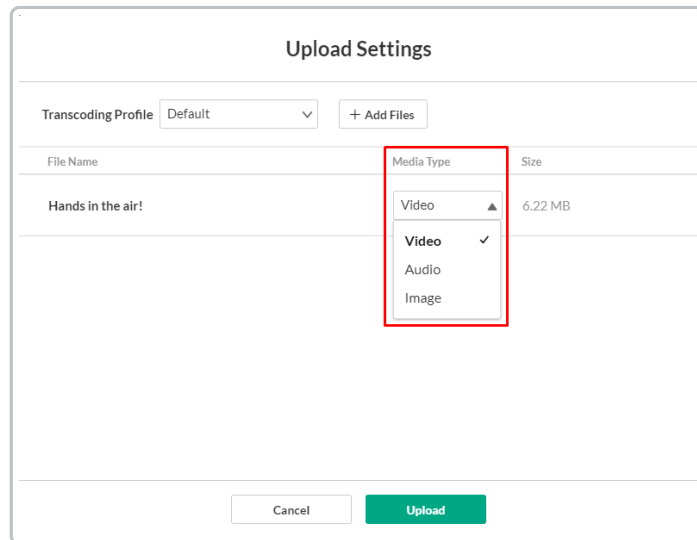 Upload Settings
Transcoding Profile Default + Add Files
File Name Media Type Size
Hands in the air! Video 6.22 MB
Video
Audio
Image
Cancel Upload